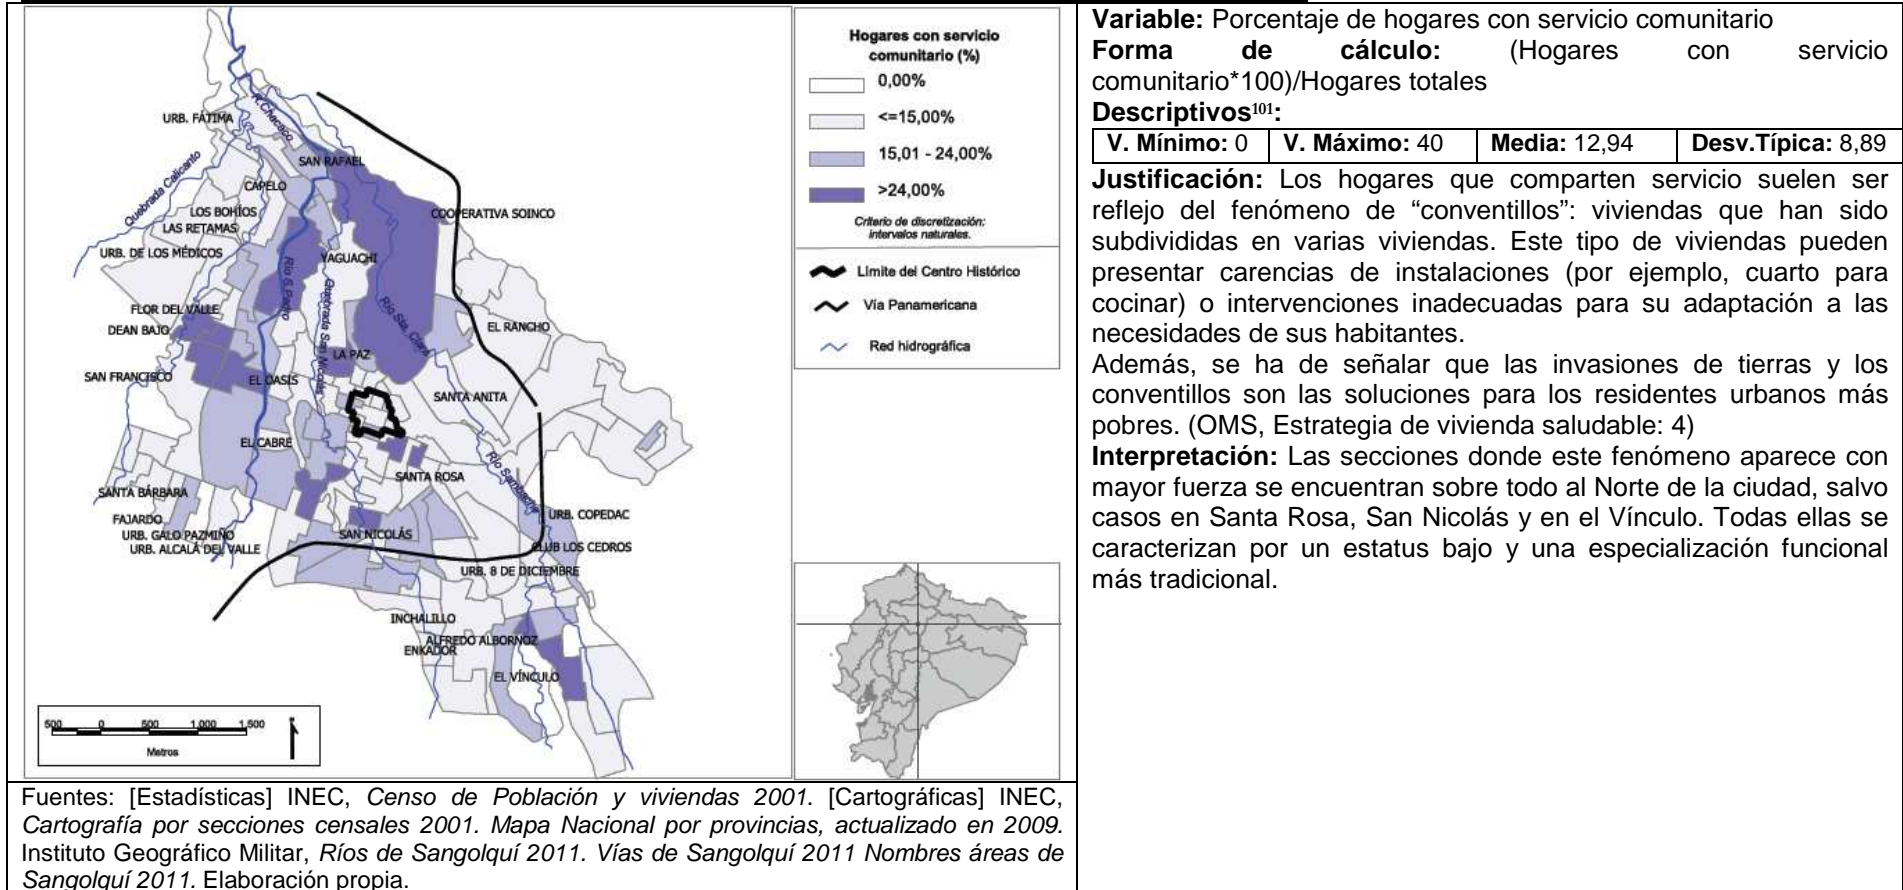 Hogares con servicio
comunitario (%)
0,00%
<=15,00%
15,01 - 24,00%
>24,00%
Criterio de discretización:
intervalos naturales.
Límite del Centro Histórico
Vía Panamericana
Red hidrográfica
URB. FÁTIMA
R. Chacaco
SAN RAFAEL
Quebrada Calicanto
CAPELO
LOS BOHÍOS
LAS RETAMAS
COOPERATIVA SOINCO
URB. DE LOS MÉDICOS
YAGUACHI
Río S. Pedro
Quebrada San Nicolás
Río Sta. Clara
FLOR DEL VALLE
DEAN BAJO
EL RANCHO
LA PAZ
SAN FRANCISCO
EL OASIS
SANTA ANITA
EL CABRE
Río Sambache
SANTA ROSA
SANTA BÁRBARA
FAJARDO
URB. GALO PAZMIÑO
URB. ALCALÁ DEL VALLE
SAN NICOLÁS
URB. COPEDAC
CLUB LOS CEDROS
URB. 8 DE DICIEMBRE
INCHALILLO
ALFREDO ALBORNOZ
ENKADOR
EL VÍNCULO
500 0 500 1.000 1.500
Metros
Fuentes: [Estadísticas] INEC, Censo de Población y viviendas 2001. [Cartográficas] INEC,
Cartografía por secciones censales 2001. Mapa Nacional por provincias, actualizado en 2009.
Instituto Geográfico Militar, Ríos de Sangolquí 2011. Vías de Sangolquí 2011 Nombres áreas de
Sangolquí 2011. Elaboración propia.
Variable: Porcentaje de hogares con servicio comunitario
Forma de cálculo: (Hogares con servicio
comunitario*100)/Hogares totales
Descriptivos101:
V. Mínimo: 0 V. Máximo: 40 Media: 12,94 Desv.Típica: 8,89
Justificación: Los hogares que comparten servicio suelen ser
reflejo del fenómeno de “conventillos”: viviendas que han sido
subdivididas en varias viviendas. Este tipo de viviendas pueden
presentar carencias de instalaciones (por ejemplo, cuarto para
cocinar) o intervenciones inadecuadas para su adaptación a las
necesidades de sus habitantes.
Además, se ha de señalar que las invasiones de tierras y los
conventillos son las soluciones para los residentes urbanos más
pobres. (OMS, Estrategia de vivienda saludable: 4)
Interpretación: Las secciones donde este fenómeno aparece con
mayor fuerza se encuentran sobre todo al Norte de la ciudad, salvo
casos en Santa Rosa, San Nicolás y en el Vínculo. Todas ellas se
caracterizan por un estatus bajo y una especialización funcional
más tradicional.